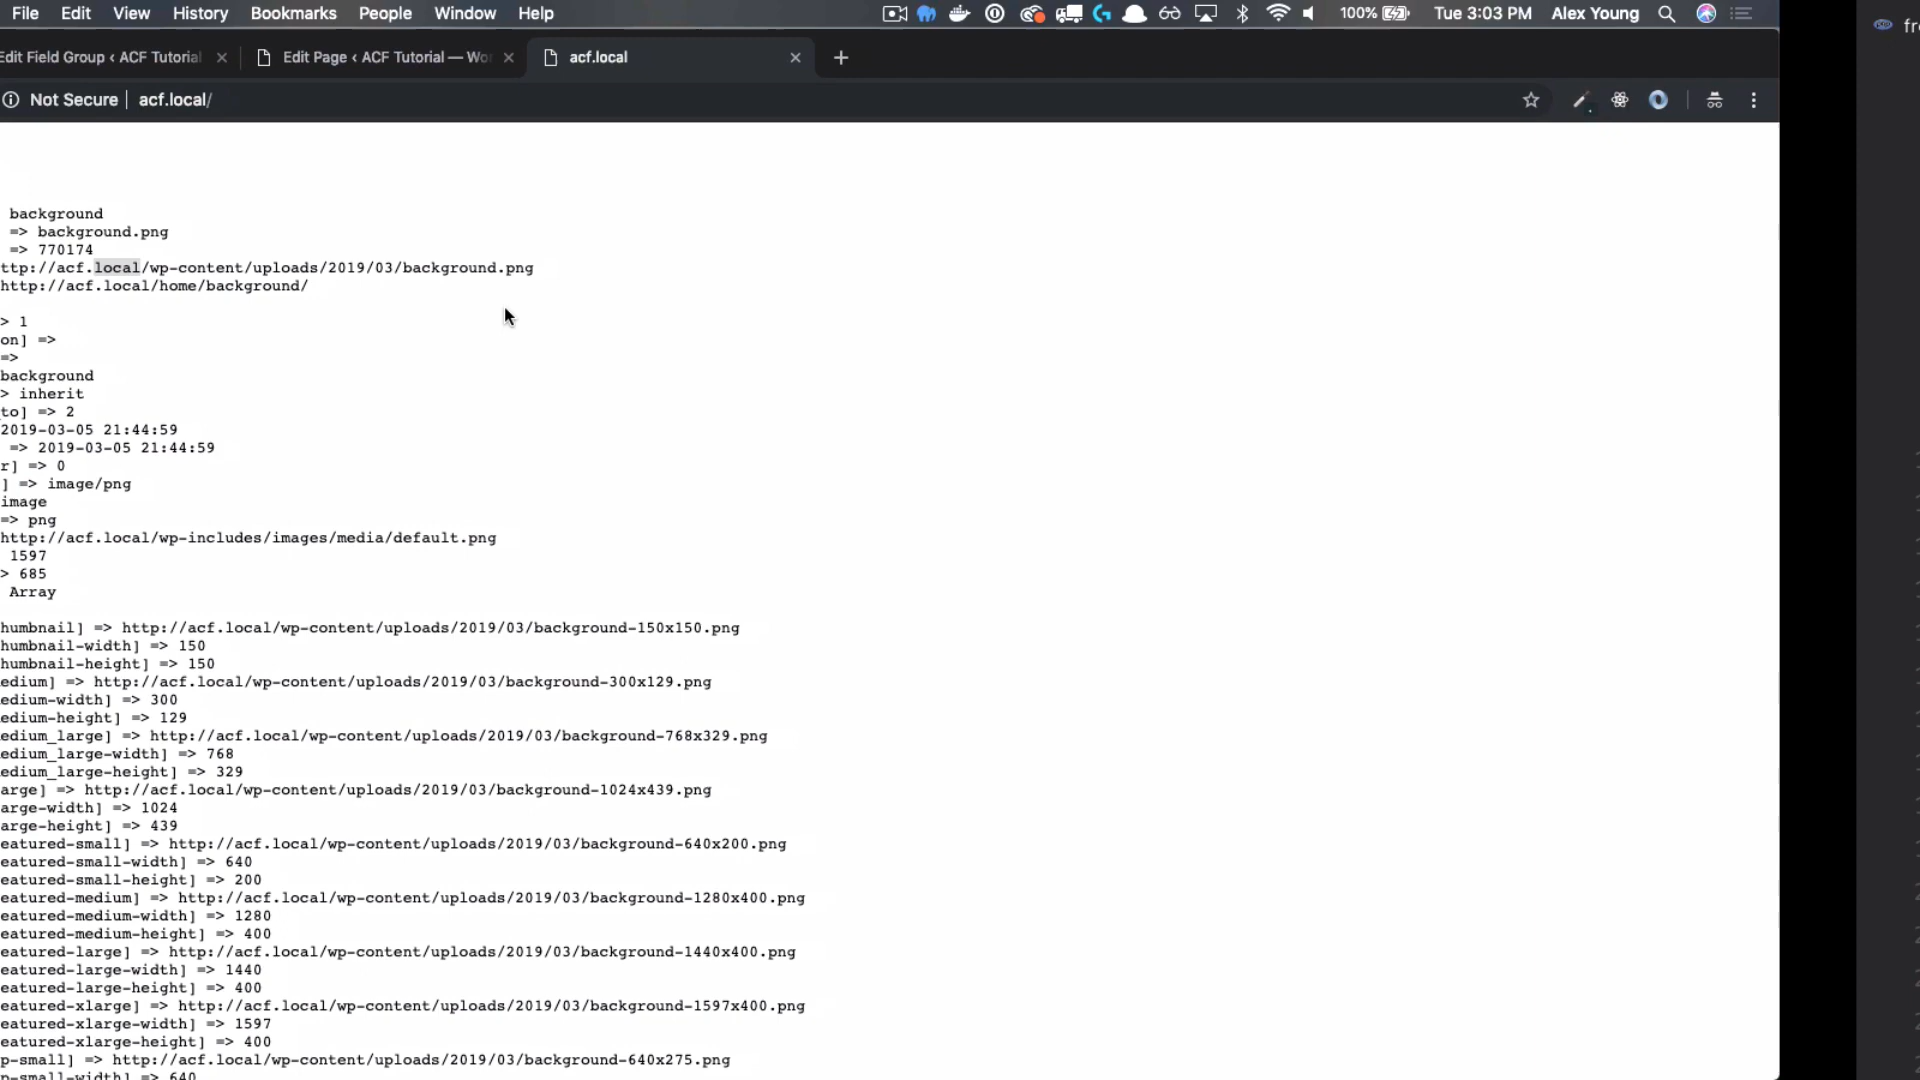 File Edit View History Bookmarks People Window Help 100% Tue 3:03 PM Alex Young
Edit Field Group ‹ ACF Tutorial Edit Page ‹ ACF Tutorial — Wo acf.local
Not Secure | acf.local/
background
=> background.png
=> 770174
ttp://acf.local/wp-content/uploads/2019/03/background.png
http://acf.local/home/background/
> 1
on] =>
=>
background
> inherit
to] => 2
2019-03-05 21:44:59
=> 2019-03-05 21:44:59
r] => 0
] => image/png
image
=> png
http://acf.local/wp-includes/images/media/default.png
1597
> 685
Array
humbnail] => http://acf.local/wp-content/uploads/2019/03/background-150x150.png
humbnail-width] => 150
humbnail-height] => 150
edium] => http://acf.local/wp-content/uploads/2019/03/background-300x129.png
edium-width] => 300
edium-height] => 129
edium_large] => http://acf.local/wp-content/uploads/2019/03/background-768x329.png
edium_large-width] => 768
edium_large-height] => 329
arge] => http://acf.local/wp-content/uploads/2019/03/background-1024x439.png
arge-width] => 1024
arge-height] => 439
eatured-small] => http://acf.local/wp-content/uploads/2019/03/background-640x200.png
eatured-small-width] => 640
eatured-small-height] => 200
eatured-medium] => http://acf.local/wp-content/uploads/2019/03/background-1280x400.png
eatured-medium-width] => 1280
eatured-medium-height] => 400
eatured-large] => http://acf.local/wp-content/uploads/2019/03/background-1440x400.png
eatured-large-width] => 1440
eatured-large-height] => 400
eatured-xlarge] => http://acf.local/wp-content/uploads/2019/03/background-1597x400.png
eatured-xlarge-width] => 1597
eatured-xlarge-height] => 400
p-small] => http://acf.local/wp-content/uploads/2019/03/background-640x275.png
p-small-width] => 640